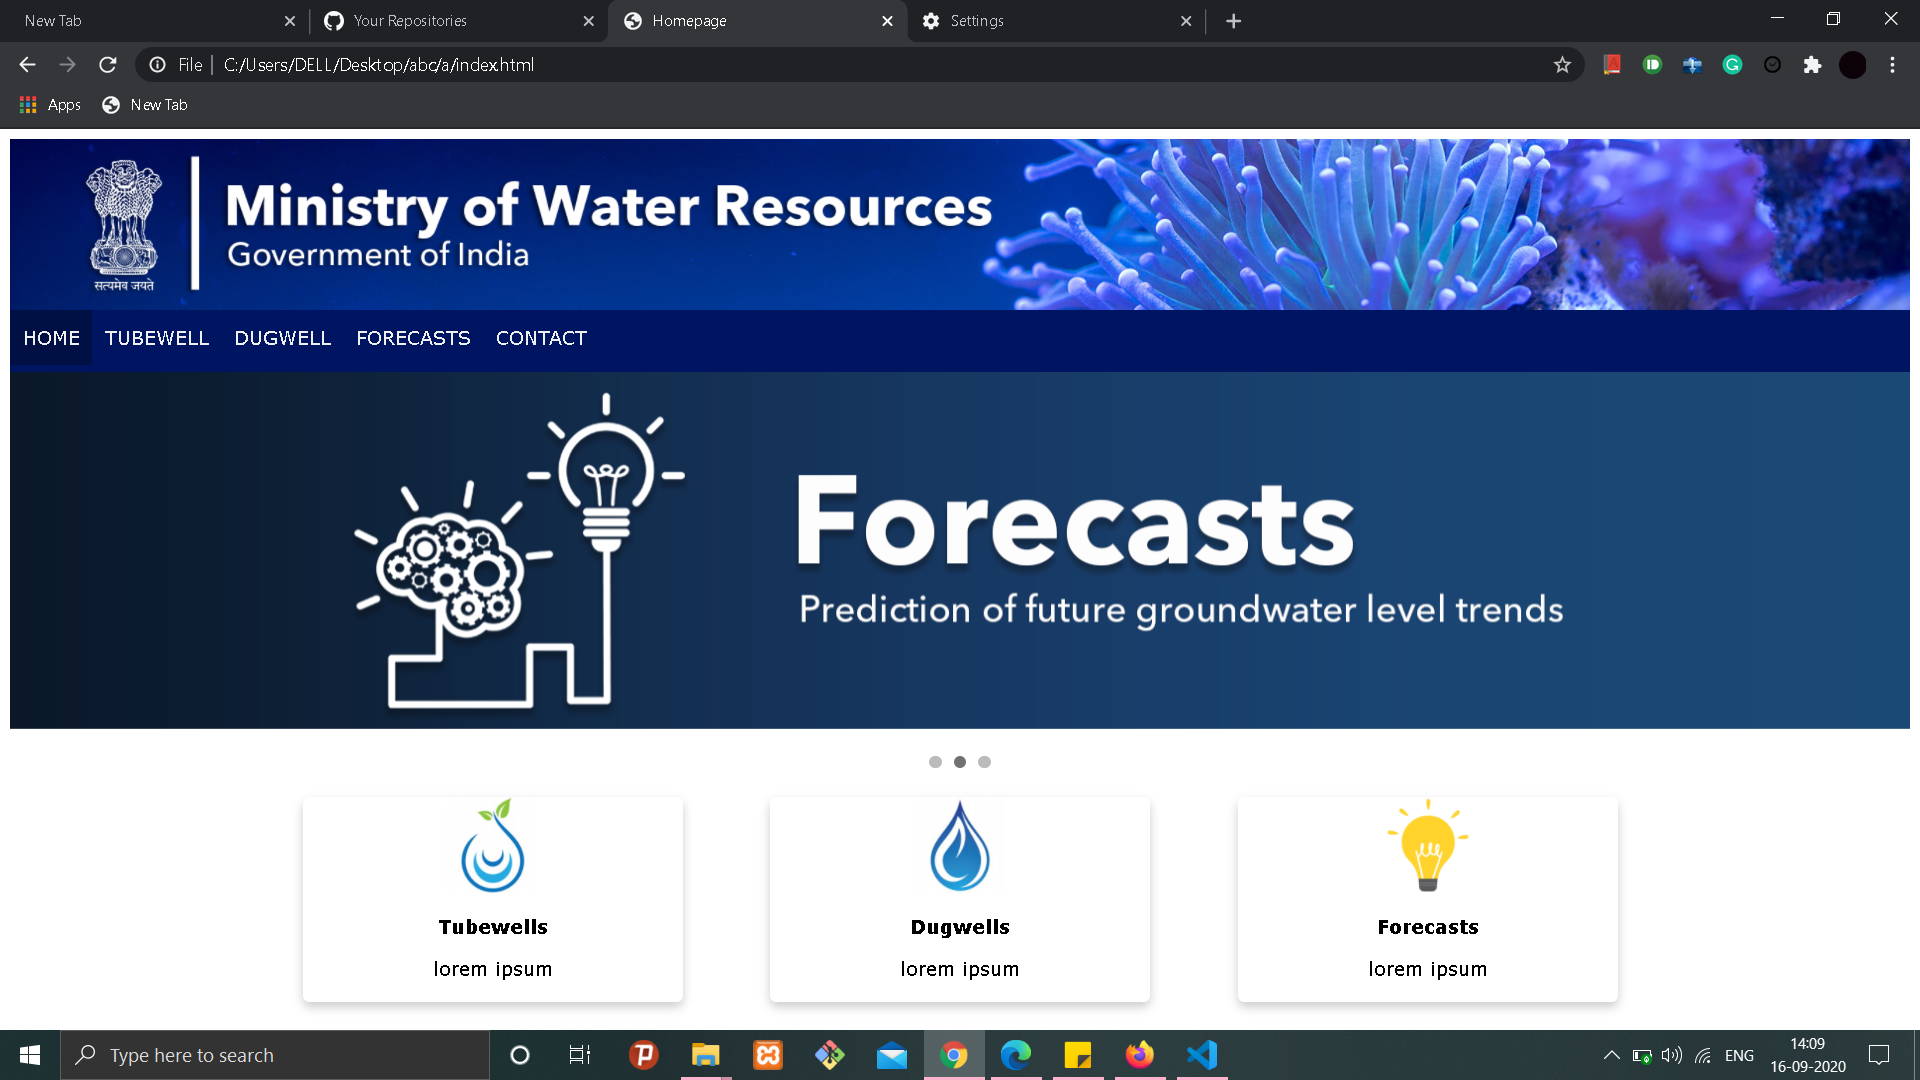 New Tab
Your Repositories
Homepage
Settings
File
C:/Users/DELL/Desktop/abc/a/index.html
Apps
New Tab
Ministry of Water Resources
Government of India
सत्यमेव जयते
HOME TUBEWELL DUGWELL FORECASTS CONTACT
Forecasts
Prediction of future groundwater level trends
Tubewells
lorem ipsum
Dugwells
lorem ipsum
Forecasts
lorem ipsum
Type here to search
ENG
14:09
16-09-2020